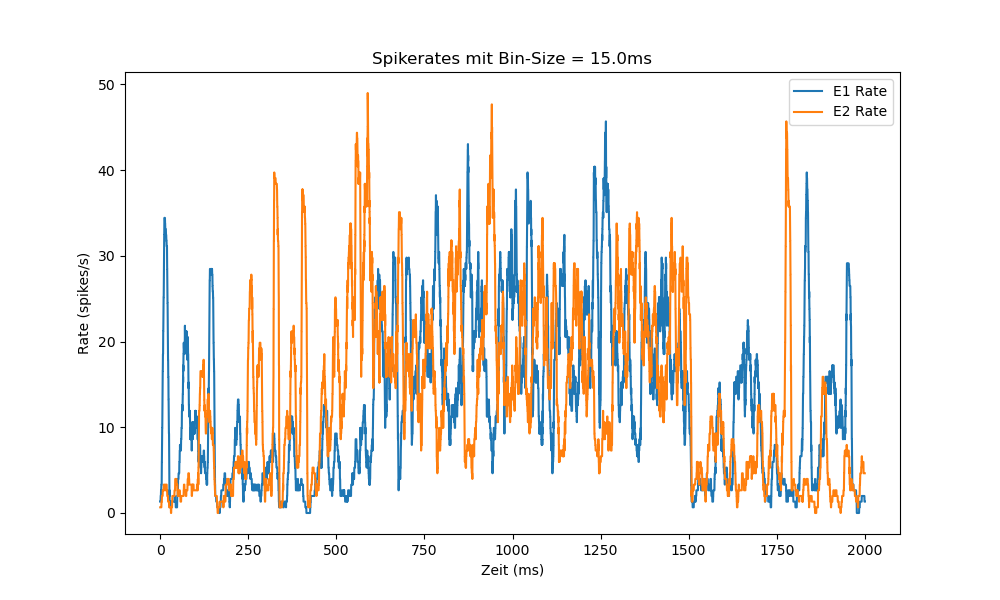 Spikerates mit Bin-Size = 15.0ms
E1 Rate
E2 Rate
Rate (spikes/s)
50
40
30
20
10
0
0 250 500 750 1000 1250 1500 1750 2000
Zeit (ms)